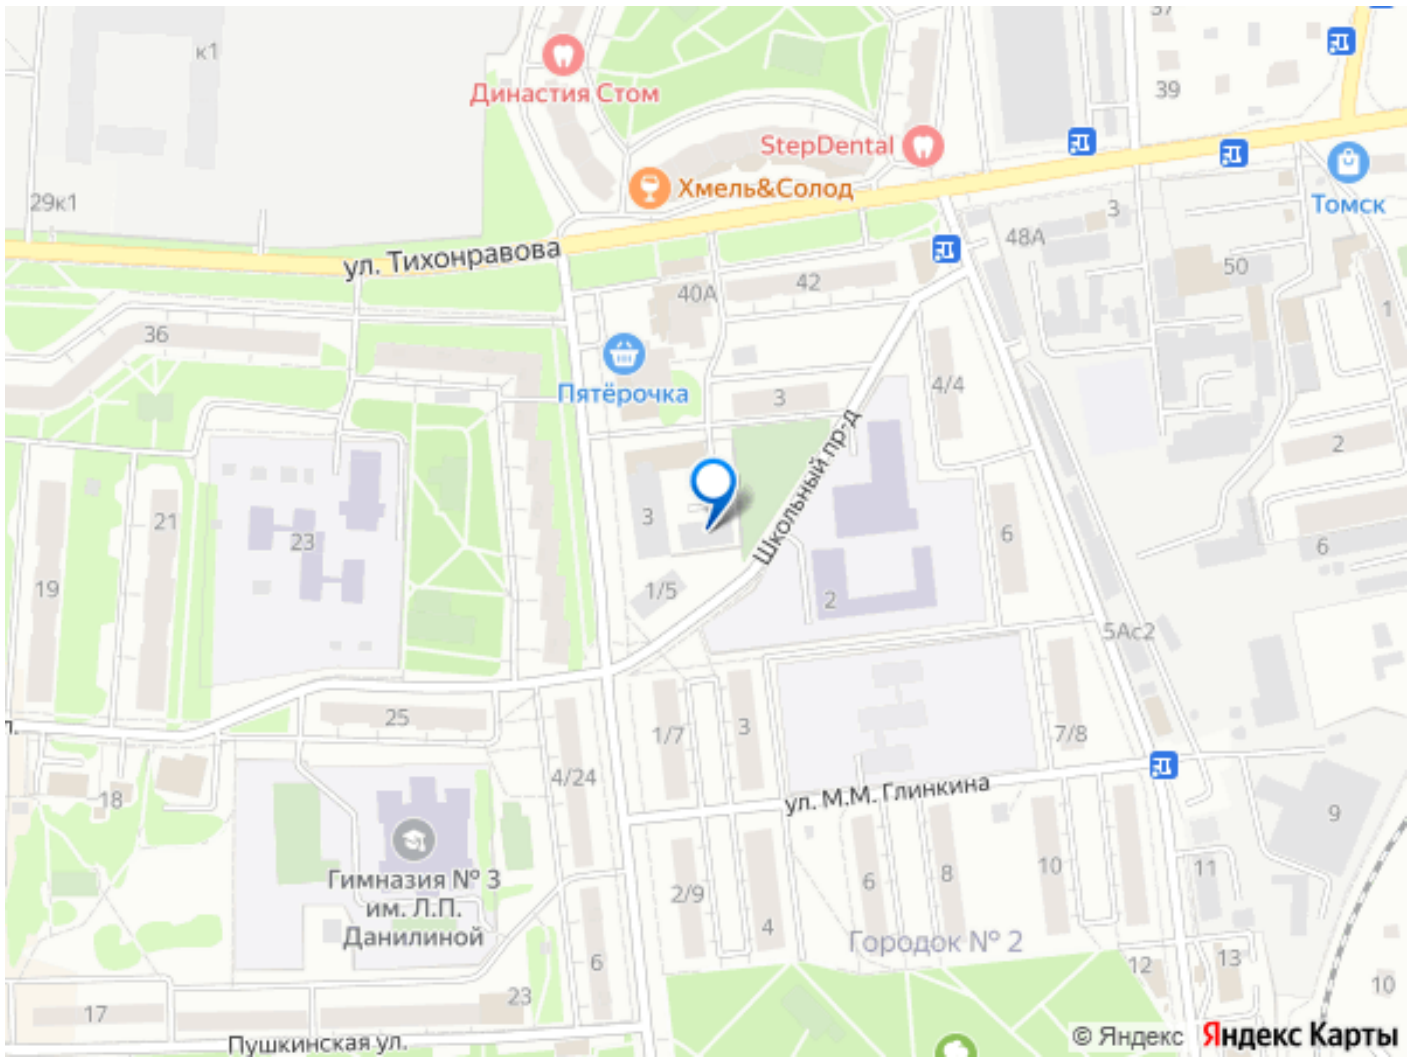 37
к1
Династия Стом
39
StepDental
Хмель&Солод
29к1
Томск
3
48А
ул. Тихонравова
50
42
40А
1
36
Пятёрочка
4/4
3
2
Школьный пр-д
21
3
23
6
6
19
1/5
2
5Ас2
25
1/7
3
7/8
4/24
ул. М.М. Глинкина
18
9
Гимназия № 3
им. Л.П.
Данилиной
2/9
6
8
10
11
4
Городок № 2
6
12
13
10
23
17
Пушкинская ул.
© Яндекс Яндекс Карты